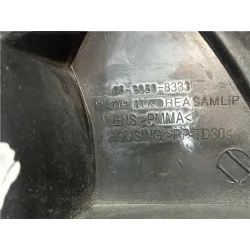 MADE IN KOREA SAMLIP
LENS>PMMA<
HOUSING>PP-TD30<